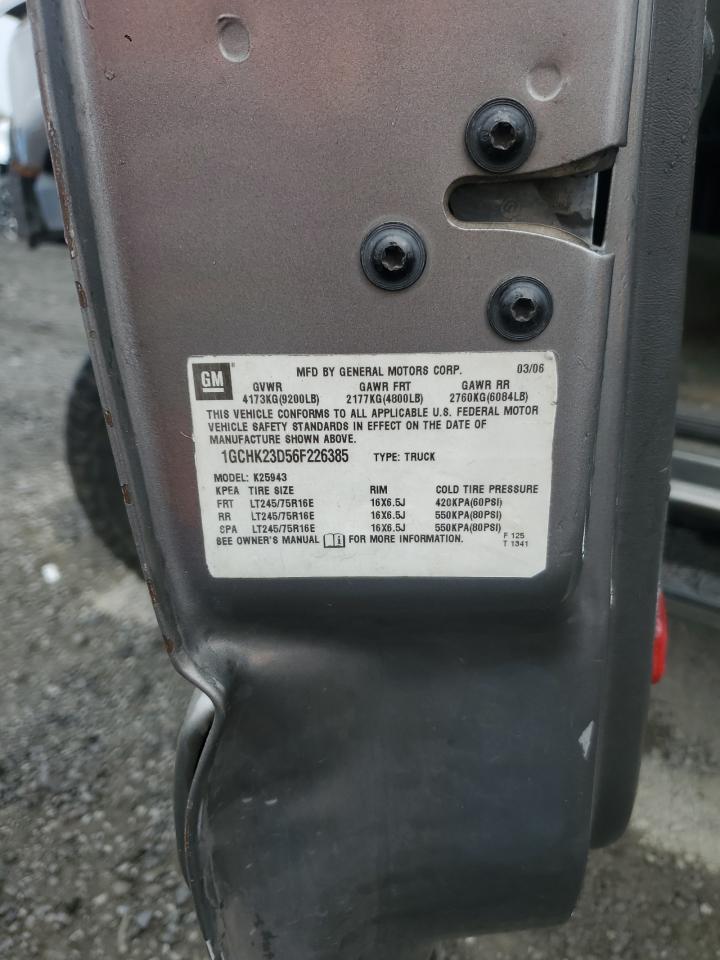 GM
MFD BY GENERAL MOTORS CORP. 03/06
GVWR GAWR FRT GAWR RR
4173KG(9200LB) 2177KG(4800LB) 2760KG(6084LB)
THIS VEHICLE CONFORMS TO ALL APPLICABLE U.S. FEDERAL MOTOR
VEHICLE SAFETY STANDARDS IN EFFECT ON THE DATE OF
MANUFACTURE SHOWN ABOVE.
1GCHK23D56F226385 TYPE: TRUCK
MODEL: K25943
KPEA TIRE SIZE RIM COLD TIRE PRESSURE
FRT LT245/75R16E 16X6.5J 420KPA(60PSI)
RR LT245/75R16E 16X6.5J 550KPA(80PSI)
SPA LT245/75R16E 16X6.5J 550KPA(80PSI)
SEE OWNER'S MANUAL FOR MORE INFORMATION. F 125
T 1341